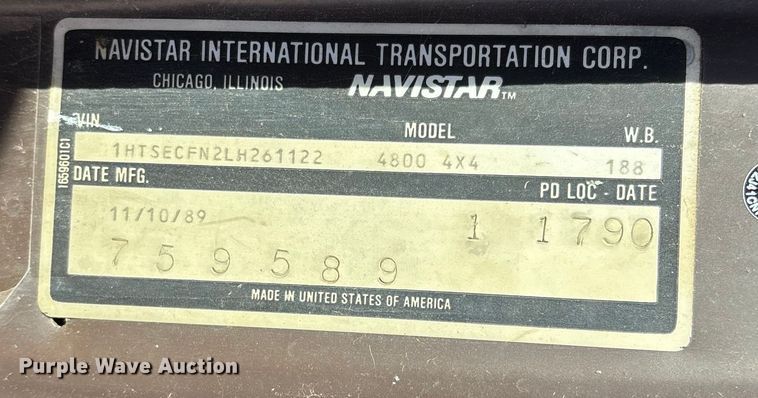 NAVISTAR INTERNATIONAL TRANSPORTATION CORP.
CHICAGO, ILLINOIS NAVISTAR™
VIN MODEL W.B.
1HTSECFN2LH261122 4800 4X4 188
DATE MFG. PD LOC - DATE
11/10/89 1 1790
759589
MADE IN UNITED STATES OF AMERICA
1659601C1
Purple Wave Auction